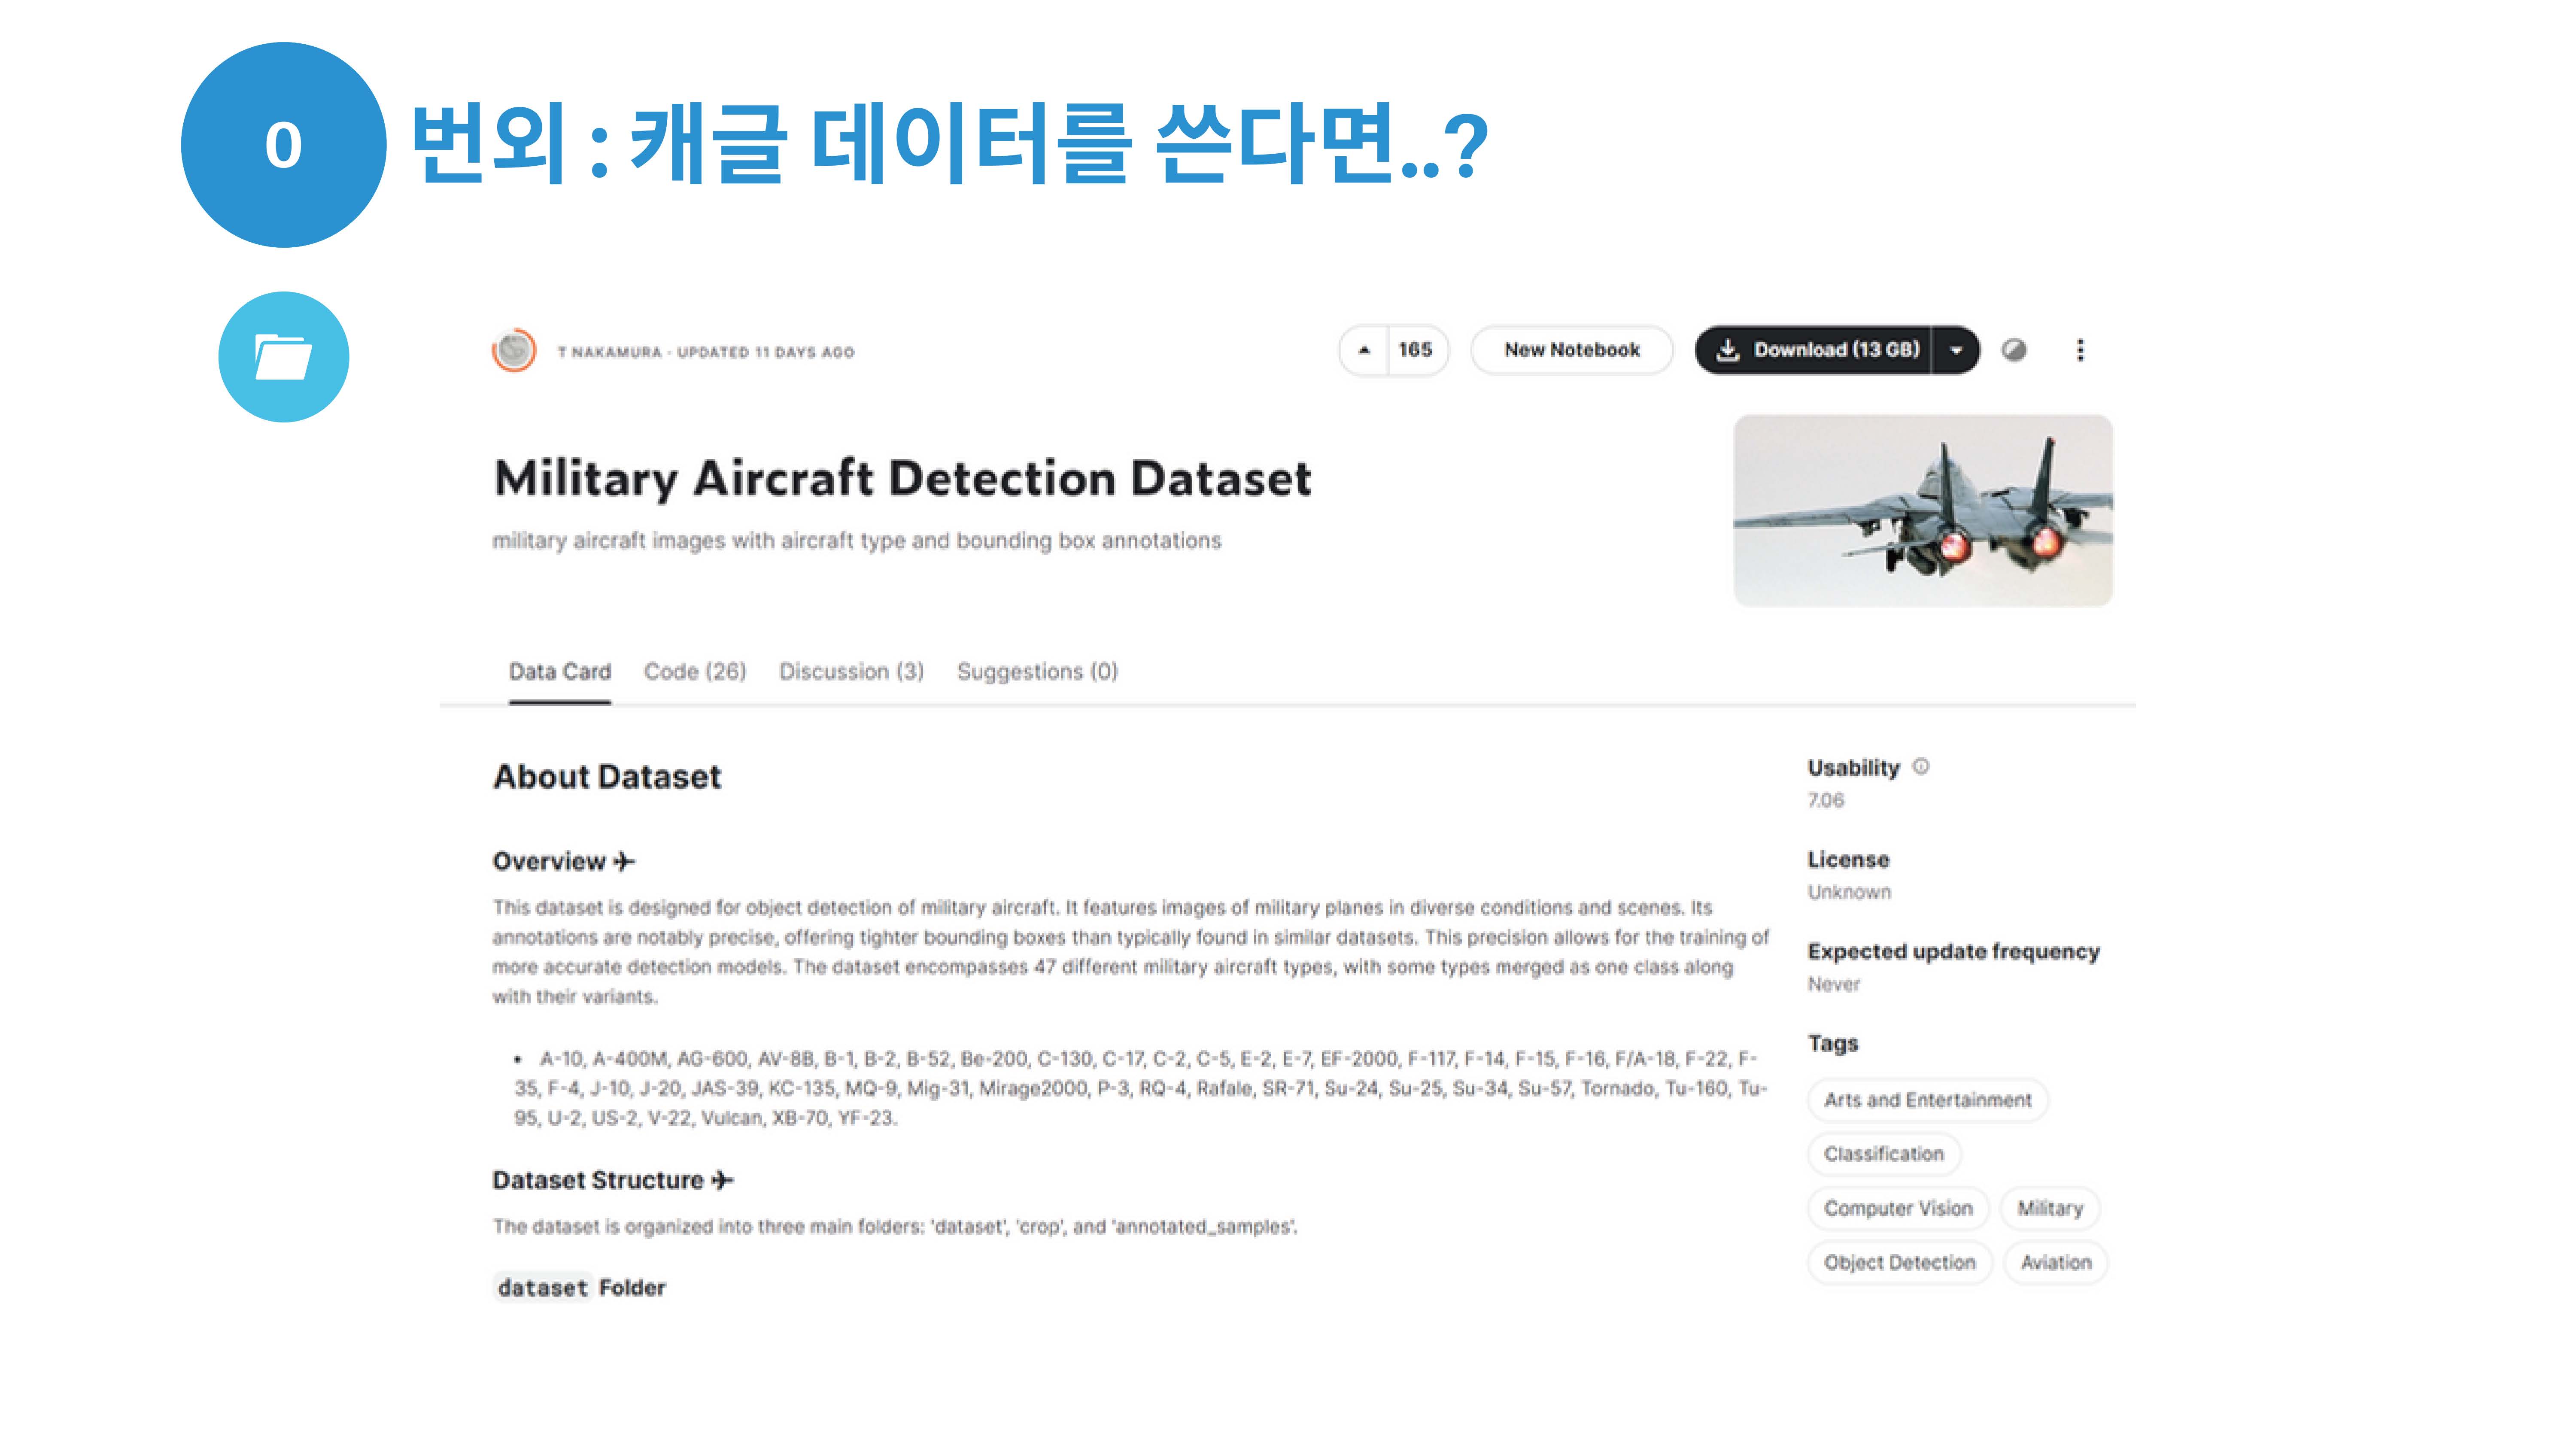 0
번외 : 캐글 데이터를 쓴다면..?
T NAKAMURA · UPDATED 11 DAYS AGO
165
New Notebook
Download (13 GB)
Military Aircraft Detection Dataset
military aircraft images with aircraft type and bounding box annotations
Data Card
Code (26)
Discussion (3)
Suggestions (0)
About Dataset
Overview ✈
This dataset is designed for object detection of military aircraft. It features images of military planes in diverse conditions and scenes. Its
annotations are notably precise, offering tighter bounding boxes than typically found in similar datasets. This precision allows for the training of
more accurate detection models. The dataset encompasses 47 different military aircraft types, with some types merged as one class along
with their variants.
• A-10, A-400M, AG-600, AV-8B, B-1, B-2, B-52, Be-200, C-130, C-17, C-2, C-5, E-2, E-7, EF-2000, F-117, F-14, F-15, F-16, F/A-18, F-22, F-
35, F-4, J-10, J-20, JAS-39, KC-135, MQ-9, Mig-31, Mirage2000, P-3, RQ-4, Rafale, SR-71, Su-24, Su-25, Su-34, Su-57, Tornado, Tu-160, Tu-
95, U-2, US-2, V-22, Vulcan, XB-70, YF-23.
Dataset Structure ✈
The dataset is organized into three main folders: 'dataset', 'crop', and 'annotated_samples'.
dataset Folder
Usability
7.06
License
Unknown
Expected update frequency
Never
Tags
Arts and Entertainment
Classification
Computer Vision
Military
Object Detection
Aviation